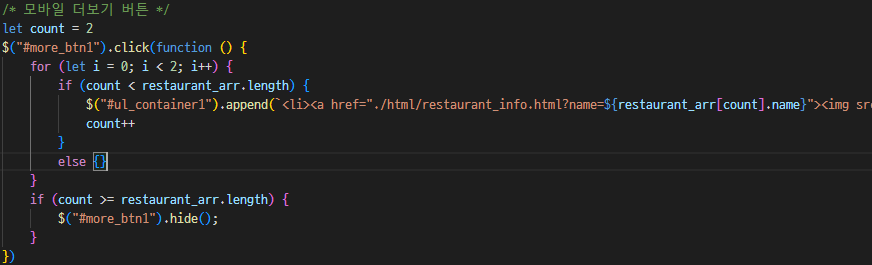 /* 모바일 더보기 버튼 */
let count = 2
$("#more_btn1").click(function () {
    for (let i = 0; i < 2; i++) {
        if (count < restaurant_arr.length) {
            $("#ul_container1").append(`<li><a href="./html/restaurant_info.html?name=${restaurant_arr[count].name}"><img src
            count++
        }
        else {}
    }
    if (count >= restaurant_arr.length) {
        $("#more_btn1").hide();
    }
})